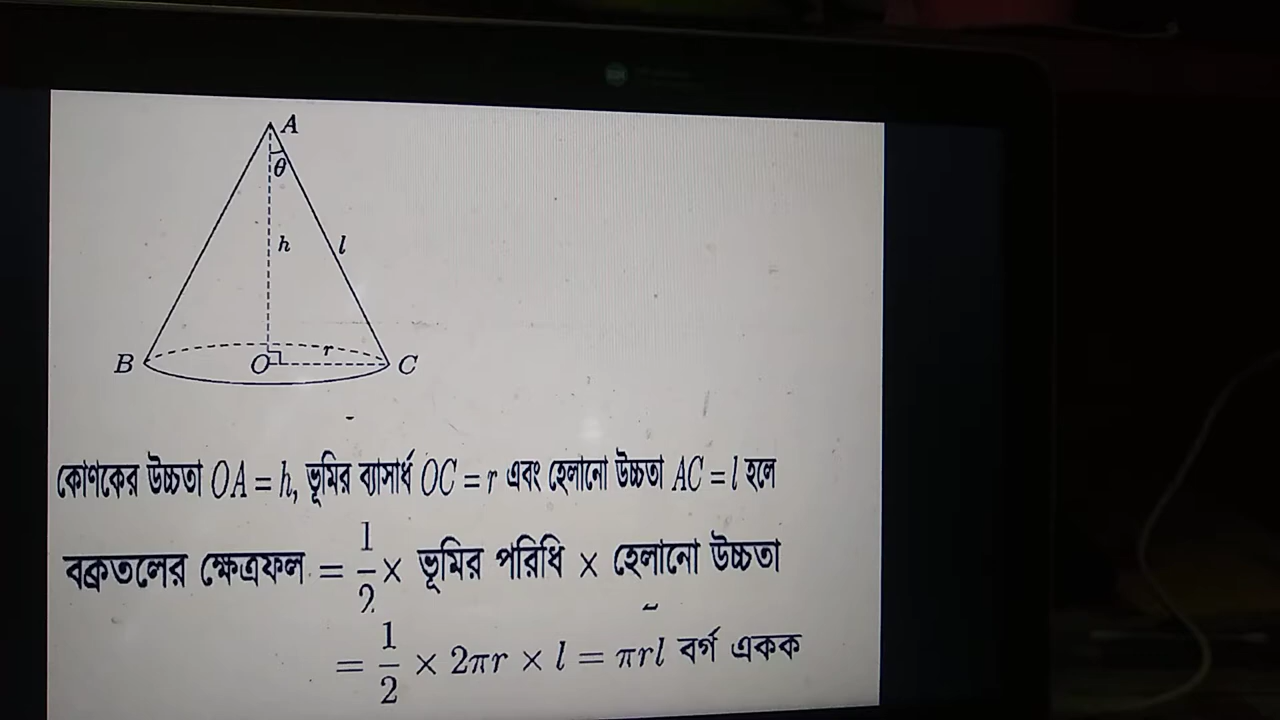 A
θ
h
l
r
B
O
C
কোণকের উচ্চতা OA = h, ভূমির ব্যাসার্ধ OC = r এবং হেলানো উচ্চতা AC = l হলে
বক্রতলের ক্ষেত্রফল = 1/2 × ভূমির পরিধি × হেলানো উচ্চতা
= 1/2 × 2πr × l = πrl বর্গ একক